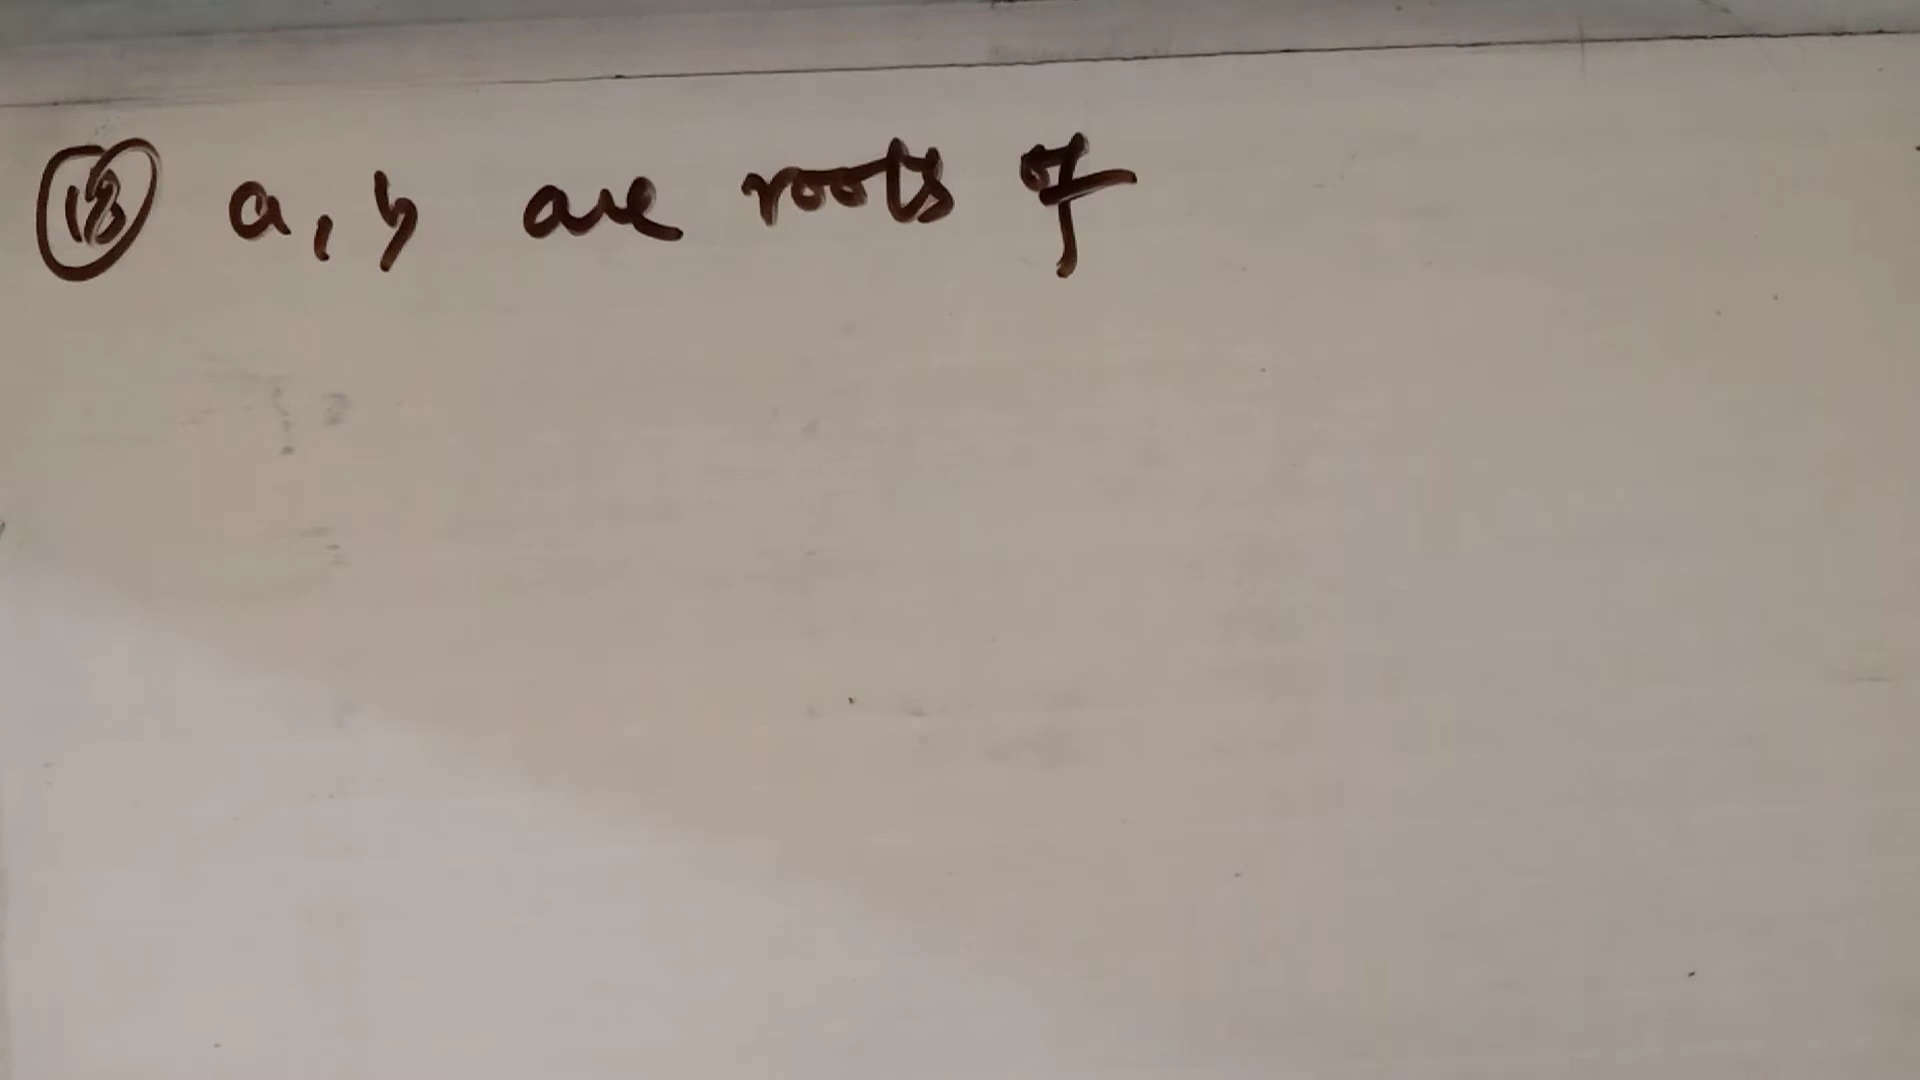 ⑱ a, b are roots of